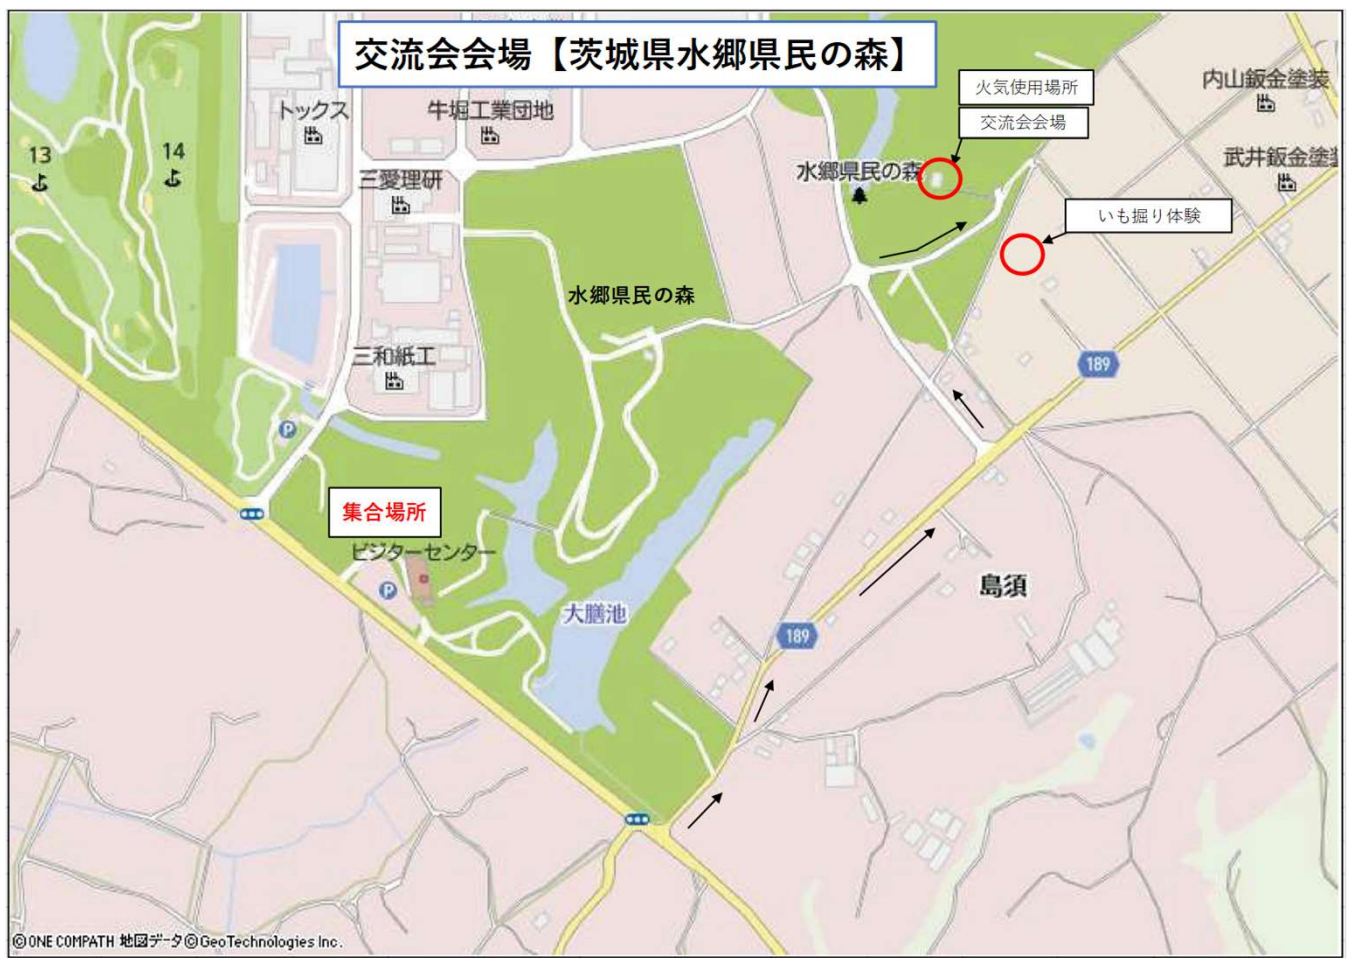 交流会会場【茨城県水郷県民の森】
火気使用場所
内山鈑金塗装
トックス
牛堀工業団地
交流会会場
13
14
武井鈑金塗装
三愛理研
水郷県民の森
いも掘り体験
水郷県民の森
三和紙工
189
P
集合場所
ビジターセンター
P
大膳池
島須
189
©ONE COMPATH 地図データ©GeoTechnologies Inc.